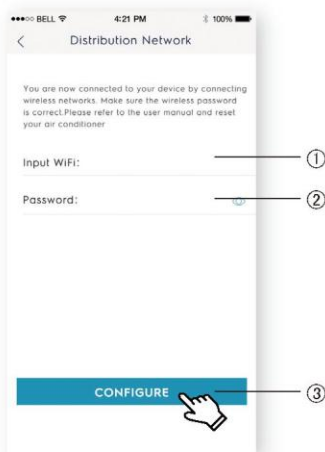 ●●●○○ BELL 4:21 PM 100%
< Distribution Network
You are now connected to your device by connecting
wireless networks. Make sure the wireless password
is correct.Please refer to the user manual and reset
your air conditioner
Input WiFi: ①
Password: ②
CONFIGURE ③